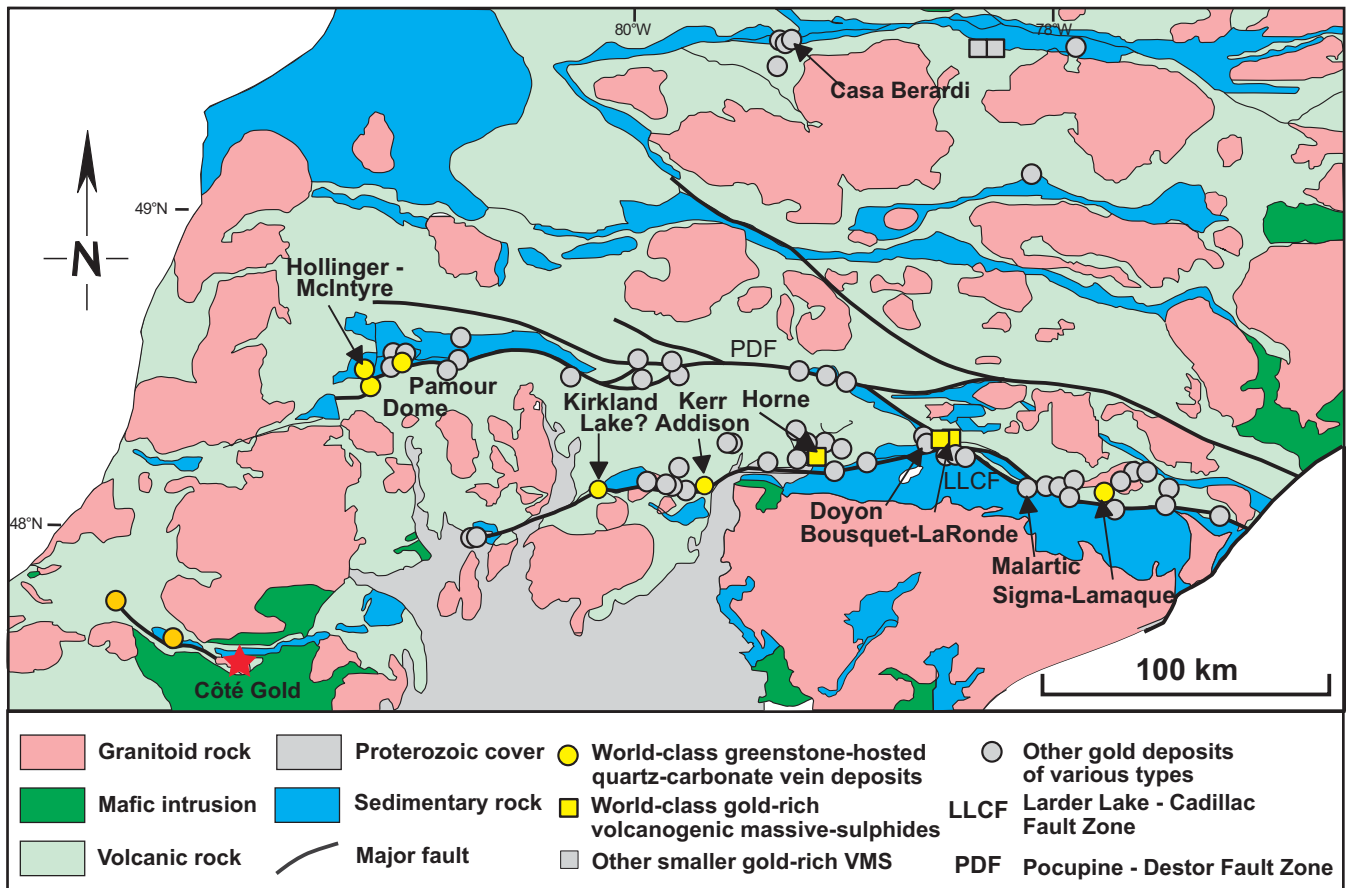 80°W
78°W
Casa Berardi
49°N
N
Hollinger -
McIntyre
PDF
Pamour
Dome
Kirkland
Lake?
Kerr
Addison
Horne
LLCF
Doyon
Bousquet-LaRonde
48°N
Malartic
Sigma-Lamaque
100 km
Côté Gold
Granitoid rock
Mafic intrusion
Volcanic rock
Proterozoic cover
Sedimentary rock
Major fault
World-class greenstone-hosted
quartz-carbonate vein deposits
World-class gold-rich
volcanogenic massive-sulphides
Other smaller gold-rich VMS
Other gold deposits
of various types
LLCF Larder Lake - Cadillac
Fault Zone
PDF Pocupine - Destor Fault Zone